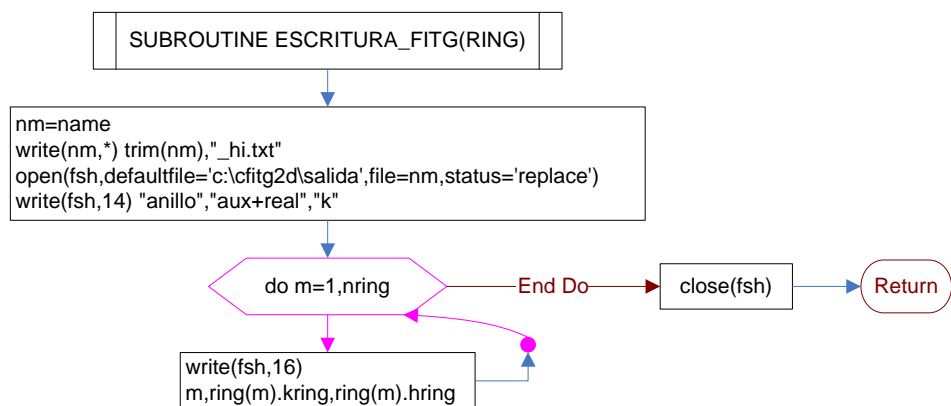 SUBROUTINE ESCRITURA_FITG(RING)
nm=name
write(nm,*) trim(nm),"_hi.txt"
open(fsh,defaultfile='c:\cfitg2d\salida',file=nm,status='replace')
write(fsh,14) "anillo","aux+real","k"
do m=1,nring
End Do
close(fsh)
Return
write(fsh,16)
m,ring(m).kring,ring(m).hring